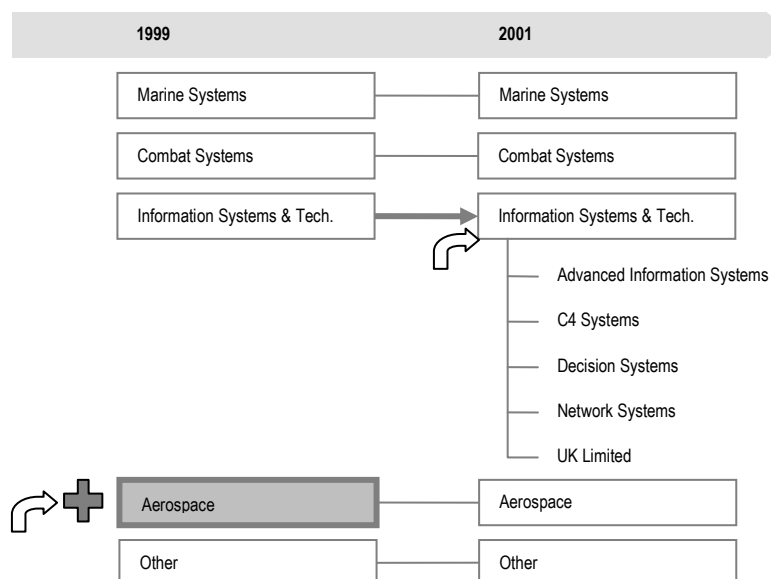 1999 2001
Marine Systems Marine Systems
Combat Systems Combat Systems
Information Systems & Tech. Information Systems & Tech.
Advanced Information Systems
C4 Systems
Decision Systems
Network Systems
UK Limited
Aerospace Aerospace
Other Other